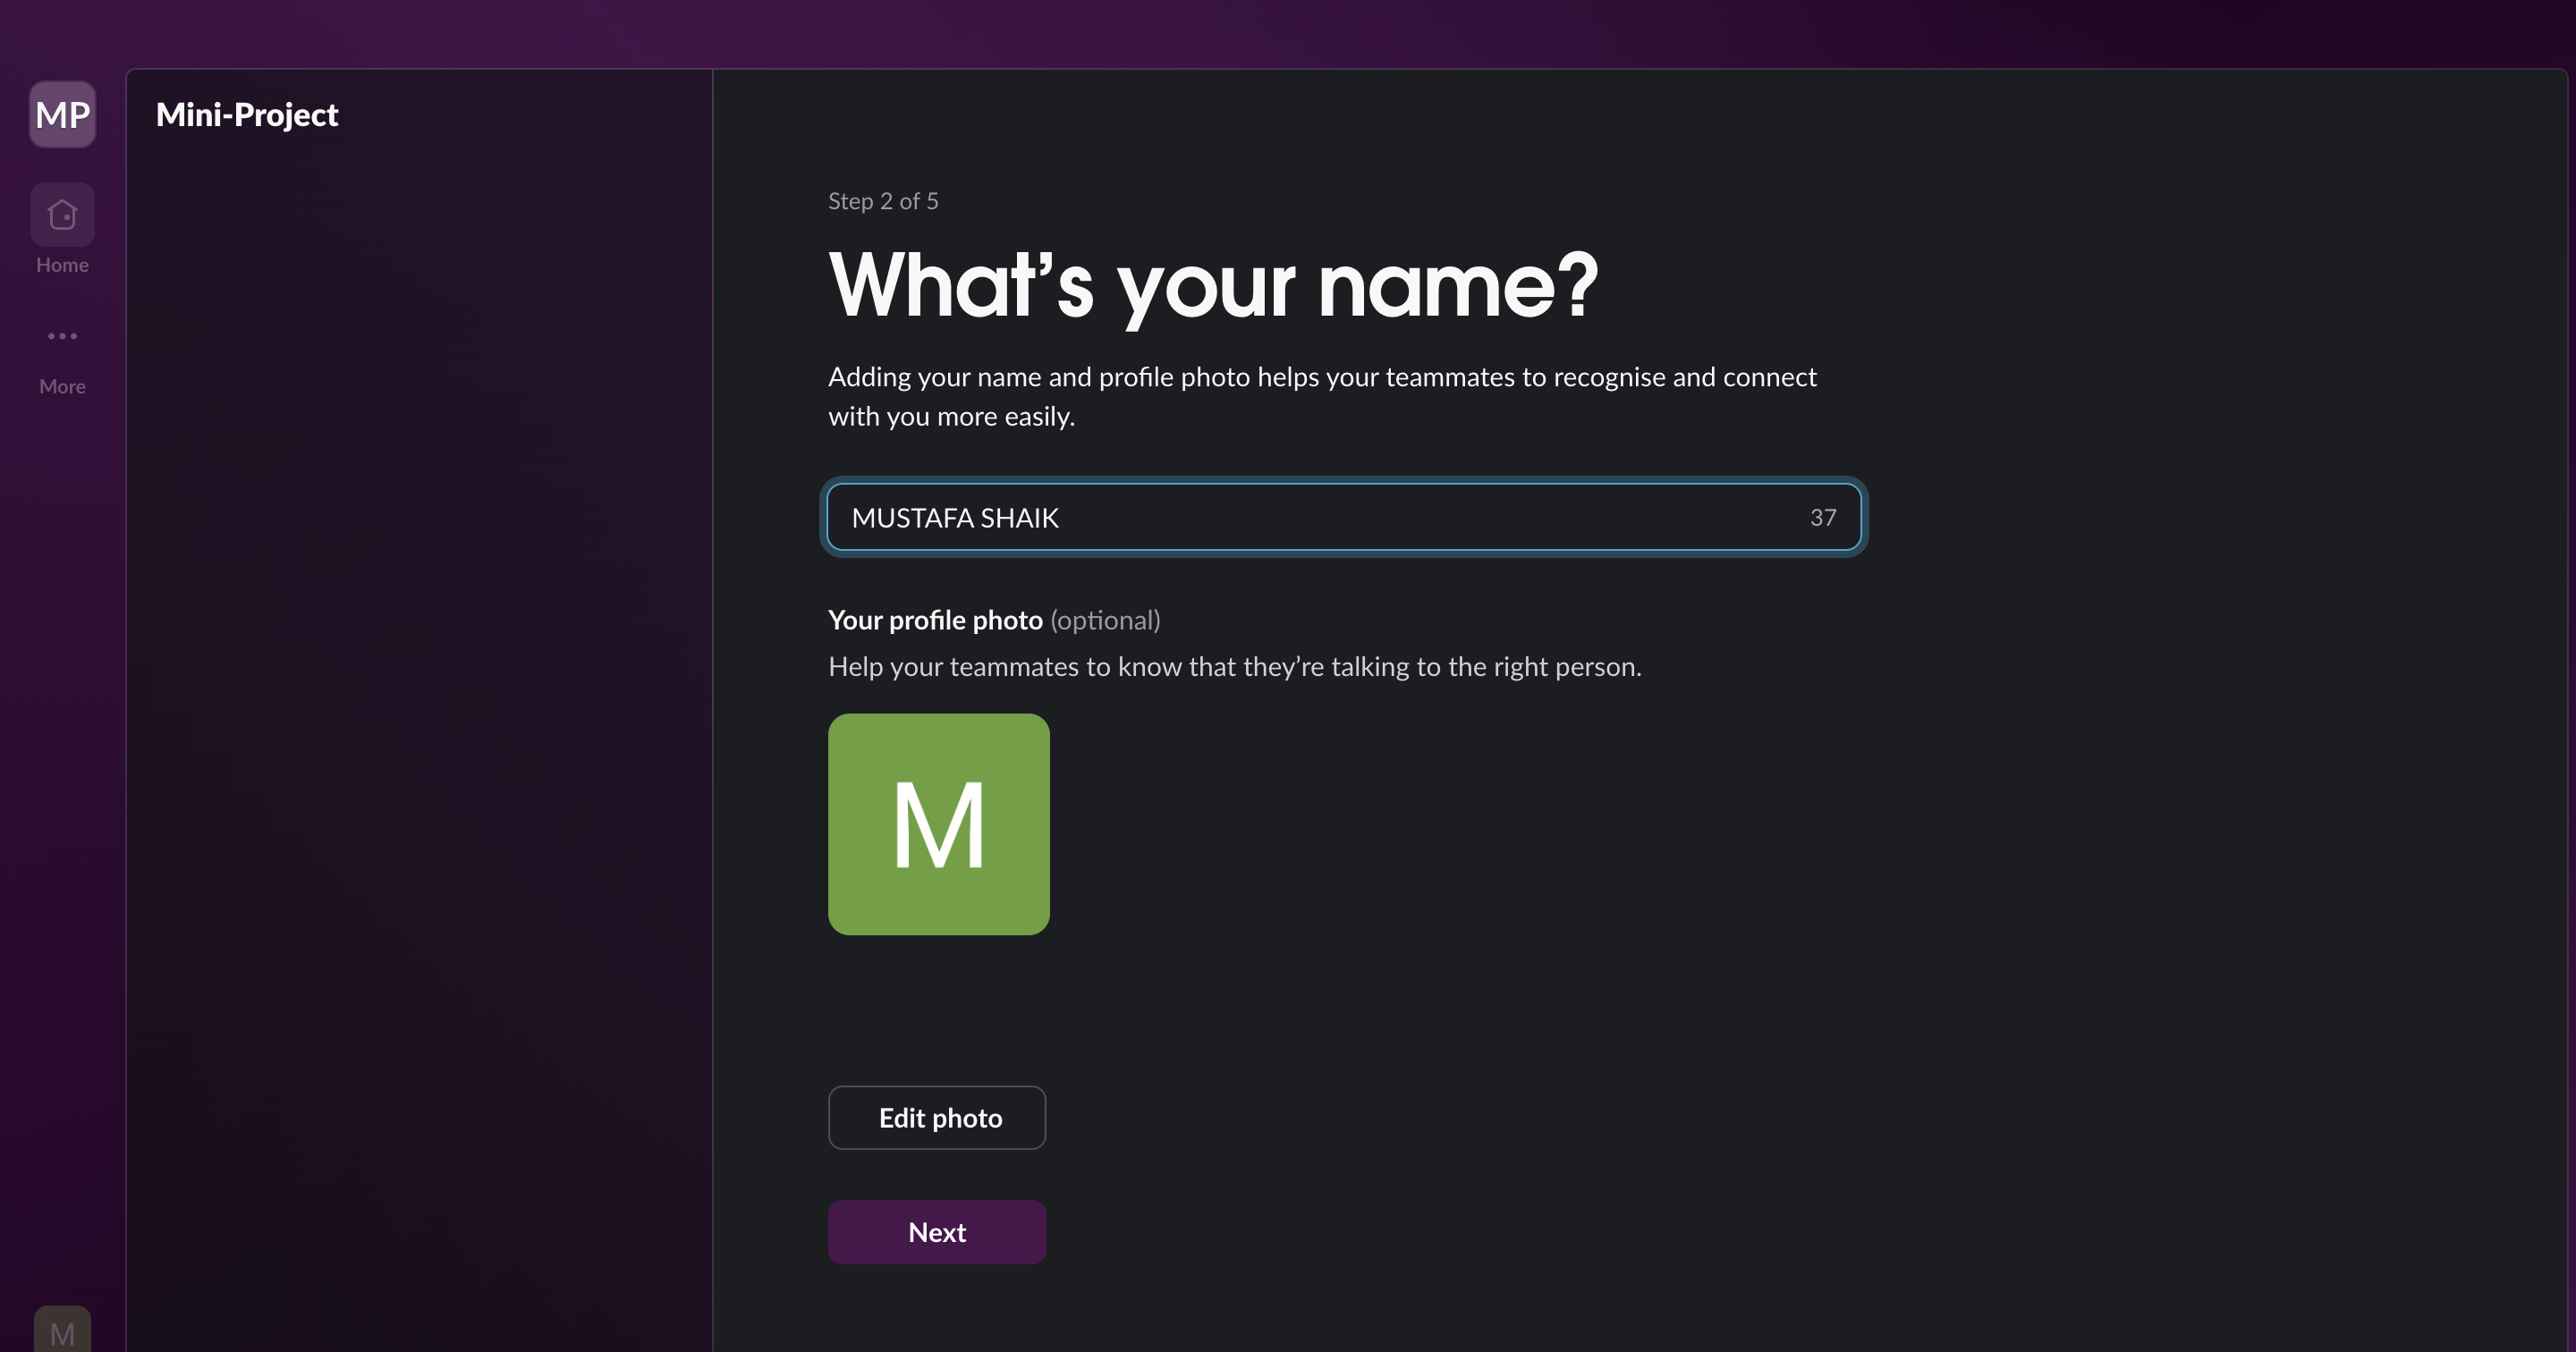 MP
Mini-Project
Home
More
Step 2 of 5
What’s your name?
Adding your name and profile photo helps your teammates to recognise and connect
with you more easily.
MUSTAFA SHAIK 37
Your profile photo (optional)
Help your teammates to know that they’re talking to the right person.
M
Edit photo
Next
M